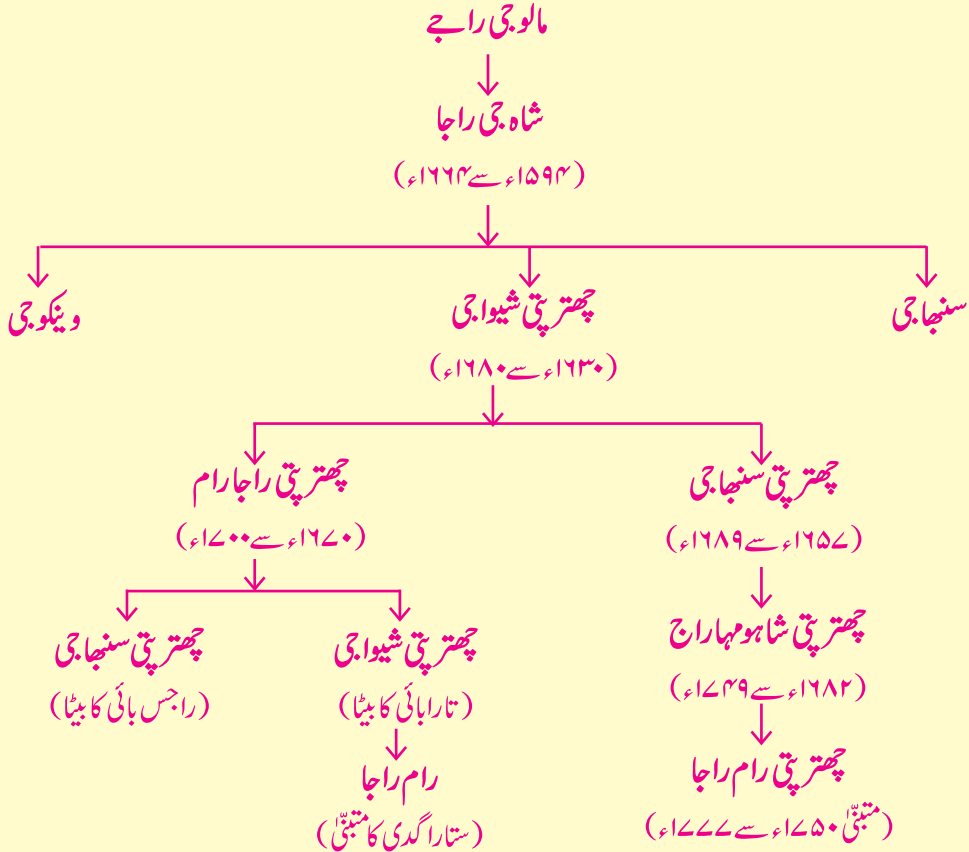 مالوجی راجے
شاہ جی راجا
(۱۵۹۴ء سے ۱۶۶۴ء)
سنبھاجی
چھترپتی شیواجی
(۱۶۳۰ء سے ۱۶۸۰ء)
وینکوجی
چھترپتی سنبھاجی
(۱۶۵۷ء سے ۱۶۸۹ء)
چھترپتی راجارام
(۱۶۷۰ء سے ۱۷۰۰ء)
چھترپتی شاہو مہاراج
(۱۶۸۲ء سے ۱۷۴۹ء)
چھترپتی شیواجی
(تارابائی کا بیٹا)
چھترپتی سنبھاجی
(راجس بائی کا بیٹا)
چھترپتی رام راجا
(متبنّیٰ ۱۷۵۰ء سے ۱۷۷۷ء)
رام راجا
(ستارا گدی کا متبنّیٰ)